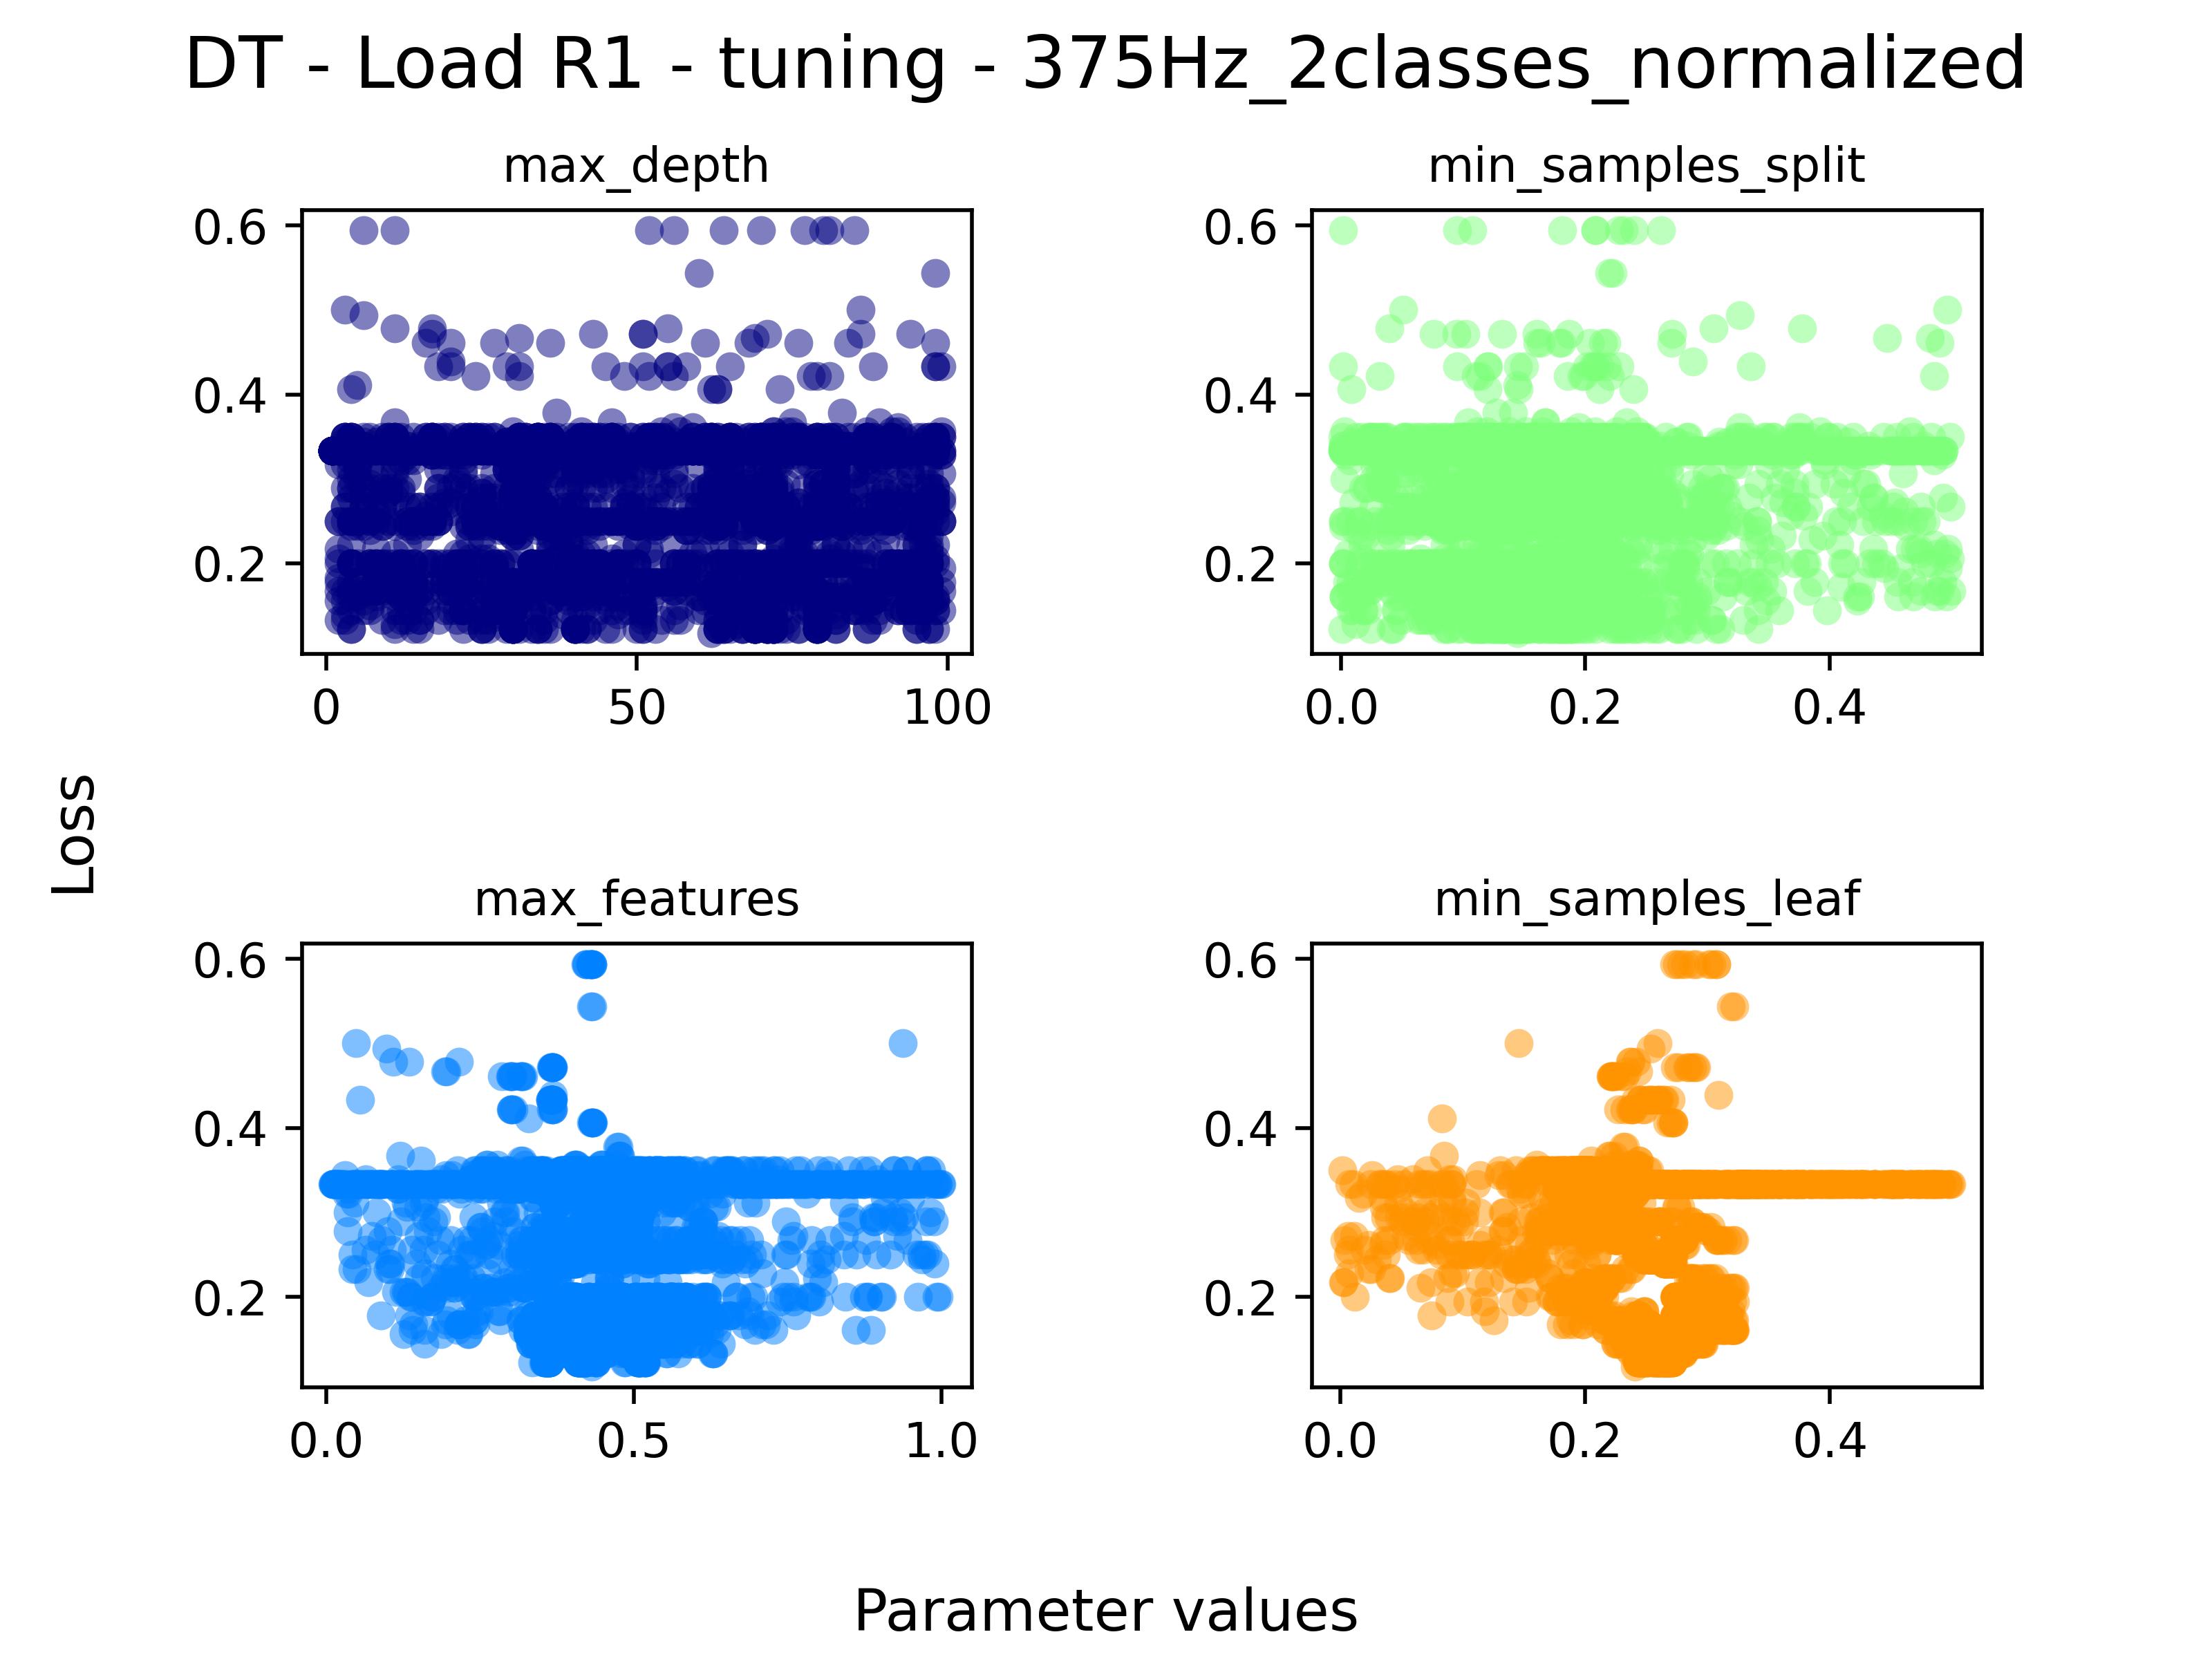 DT - Load R1 - tuning - 375Hz_2classes_normalized
max_depth
0.6
0.4
0.2
0 50 100
min_samples_split
0.6
0.4
0.2
0.0 0.2 0.4
Loss
max_features
0.6
0.4
0.2
0.0 0.5 1.0
min_samples_leaf
0.6
0.4
0.2
0.0 0.2 0.4
Parameter values